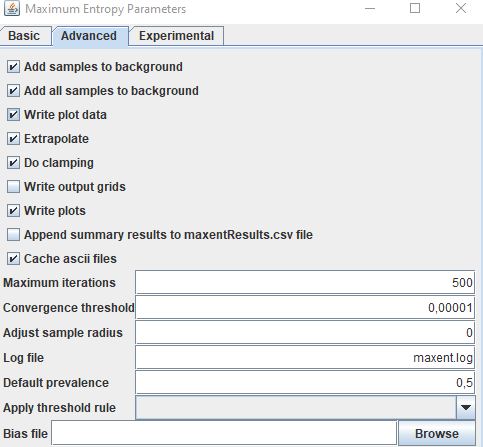 Maximum Entropy Parameters
Basic Advanced Experimental
Add samples to background
Add all samples to background
Write plot data
Extrapolate
Do clamping
Write output grids
Write plots
Append summary results to maxentResults.csv file
Cache ascii files
Maximum iterations 500
Convergence threshold 0,00001
Adjust sample radius 0
Log file maxent.log
Default prevalence 0,5
Apply threshold rule
Bias file Browse